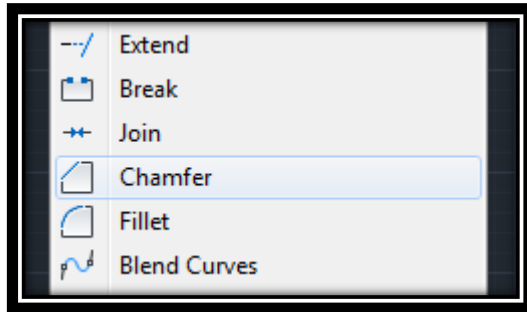 Extend
Break
Join
Chamfer
Fillet
Blend Curves